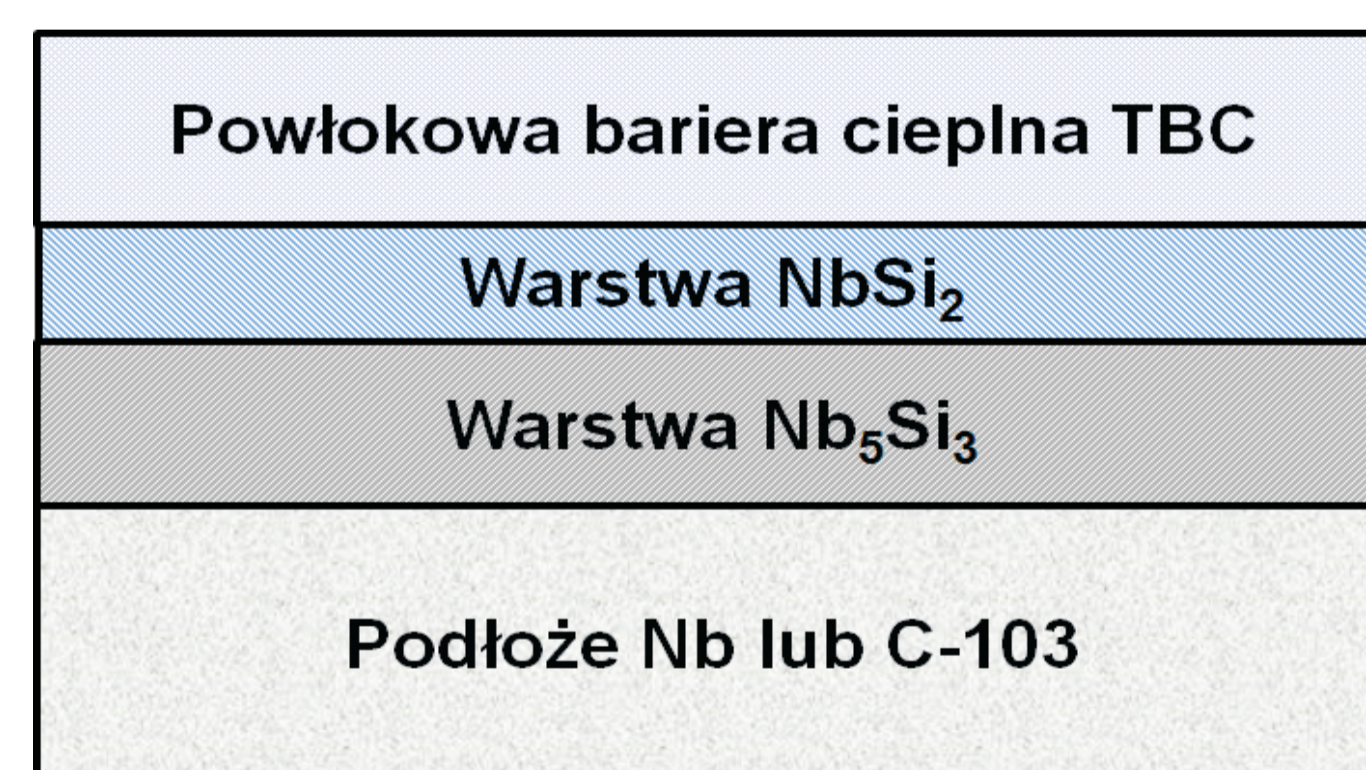 Powłokowa bariera cieplna TBC
Warstwa NbSi₂
Warstwa Nb₅Si₃
Podłoże Nb lub C-103